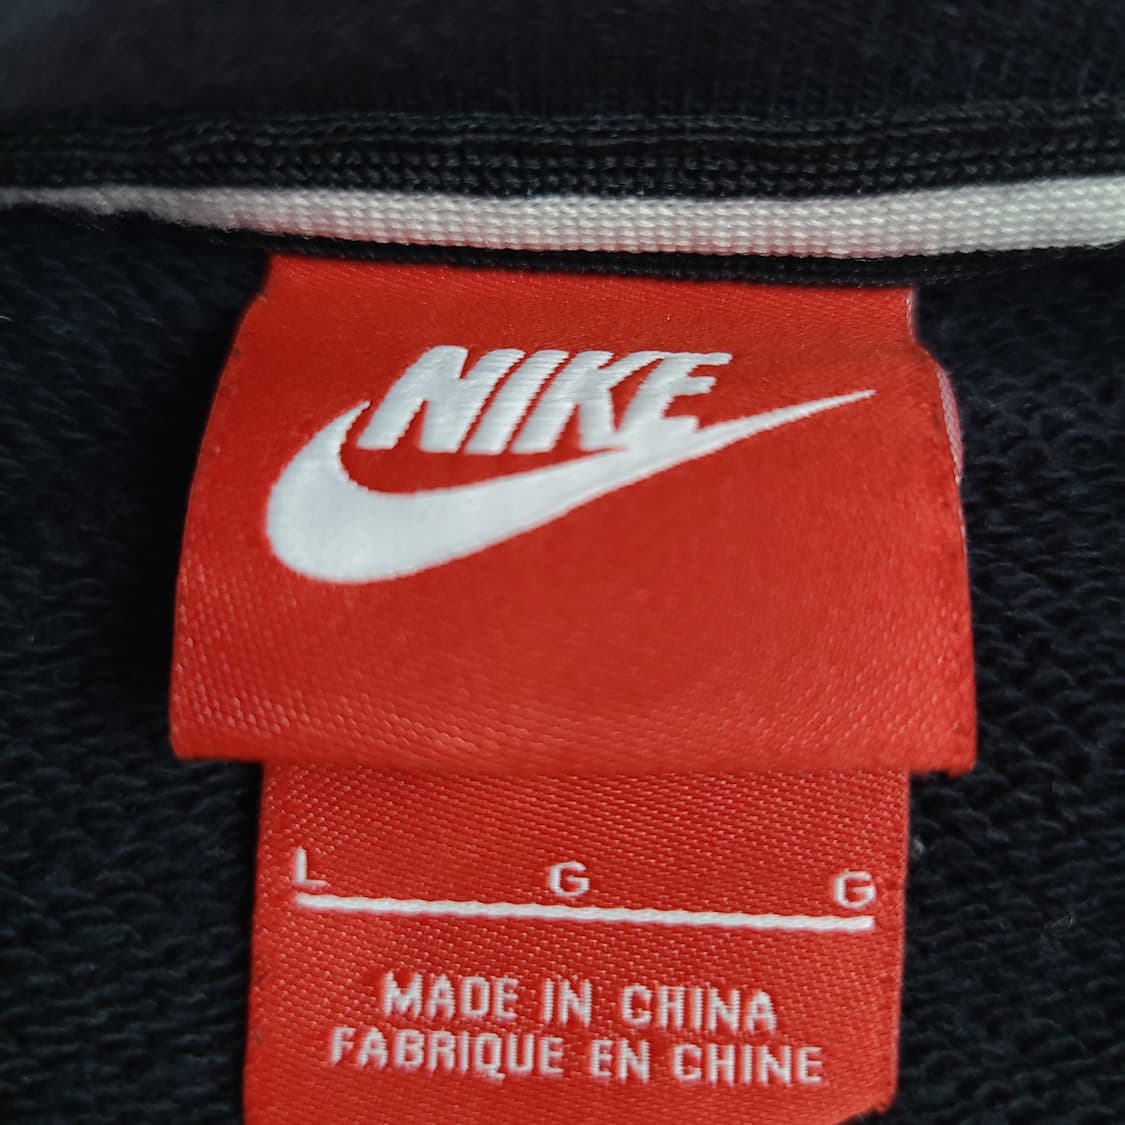 NIKE
L G G
MADE IN CHINA
FABRIQUE EN CHINE